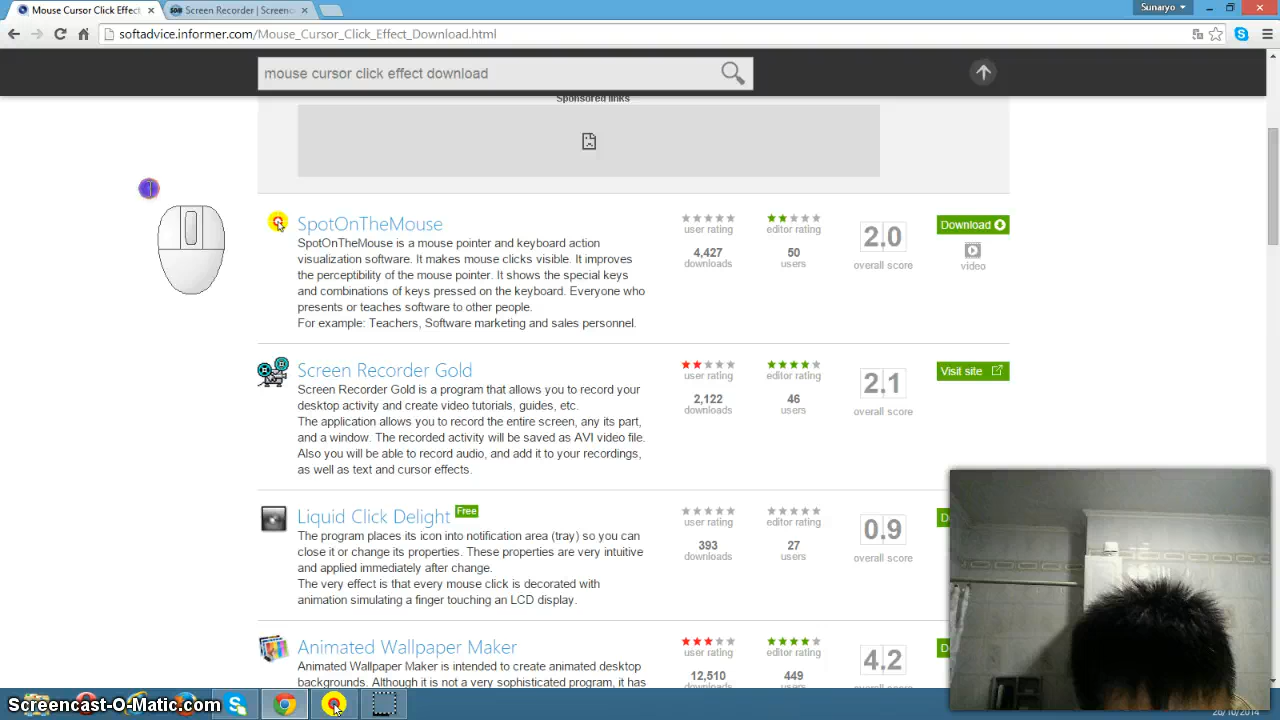 Mouse Cursor Click Effect
Screen Recorder | Screen
Sunaryo
softadvice.informer.com/Mouse_Cursor_Click_Effect_Download.html
mouse cursor click effect download
Sponsored links
SpotOnTheMouse
SpotOnTheMouse is a mouse pointer and keyboard action
visualization software. It makes mouse clicks visible. It improves
the perceptibility of the mouse pointer. It shows the special keys
and combinations of keys pressed on the keyboard. Everyone who
presents or teaches software to other people.
For example: Teachers, Software marketing and sales personnel.
user rating
4,427
downloads
editor rating
50
users
2.0
overall score
Download
video
Screen Recorder Gold
Screen Recorder Gold is a program that allows you to record your
desktop activity and create video tutorials, guides, etc.
The application allows you to record the entire screen, any its part,
and a window. The recorded activity will be saved as AVI video file.
Also you will be able to record audio, and add it to your recordings,
as well as text and cursor effects.
user rating
2,122
downloads
editor rating
46
users
2.1
overall score
Visit site
Liquid Click Delight Free
The program places its icon into notification area (tray) so you can
close it or change its properties. These properties are very intuitive
and applied immediately after change.
The very effect is that every mouse click is decorated with
animation simulating a finger touching an LCD display.
user rating
393
downloads
editor rating
27
users
0.9
overall score
Animated Wallpaper Maker
Animated Wallpaper Maker is intended to create animated desktop
backgrounds. Although it is not a very sophisticated program, it has
user rating
12,510
downloads
editor rating
449
users
4.2
overall score
Screencast-O-Matic.com
26/10/2014